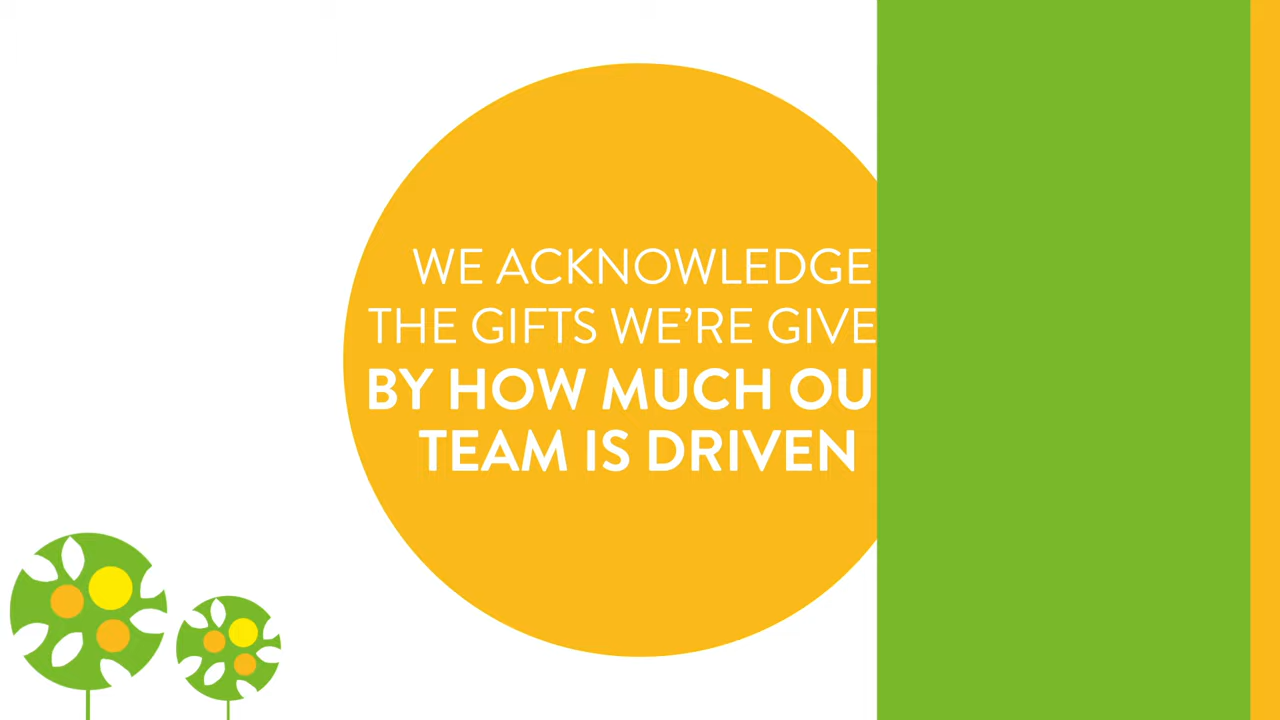 WE ACKNOWLEDGE
THE GIFTS WE’RE GIVE
BY HOW MUCH OU
TEAM IS DRIVEN